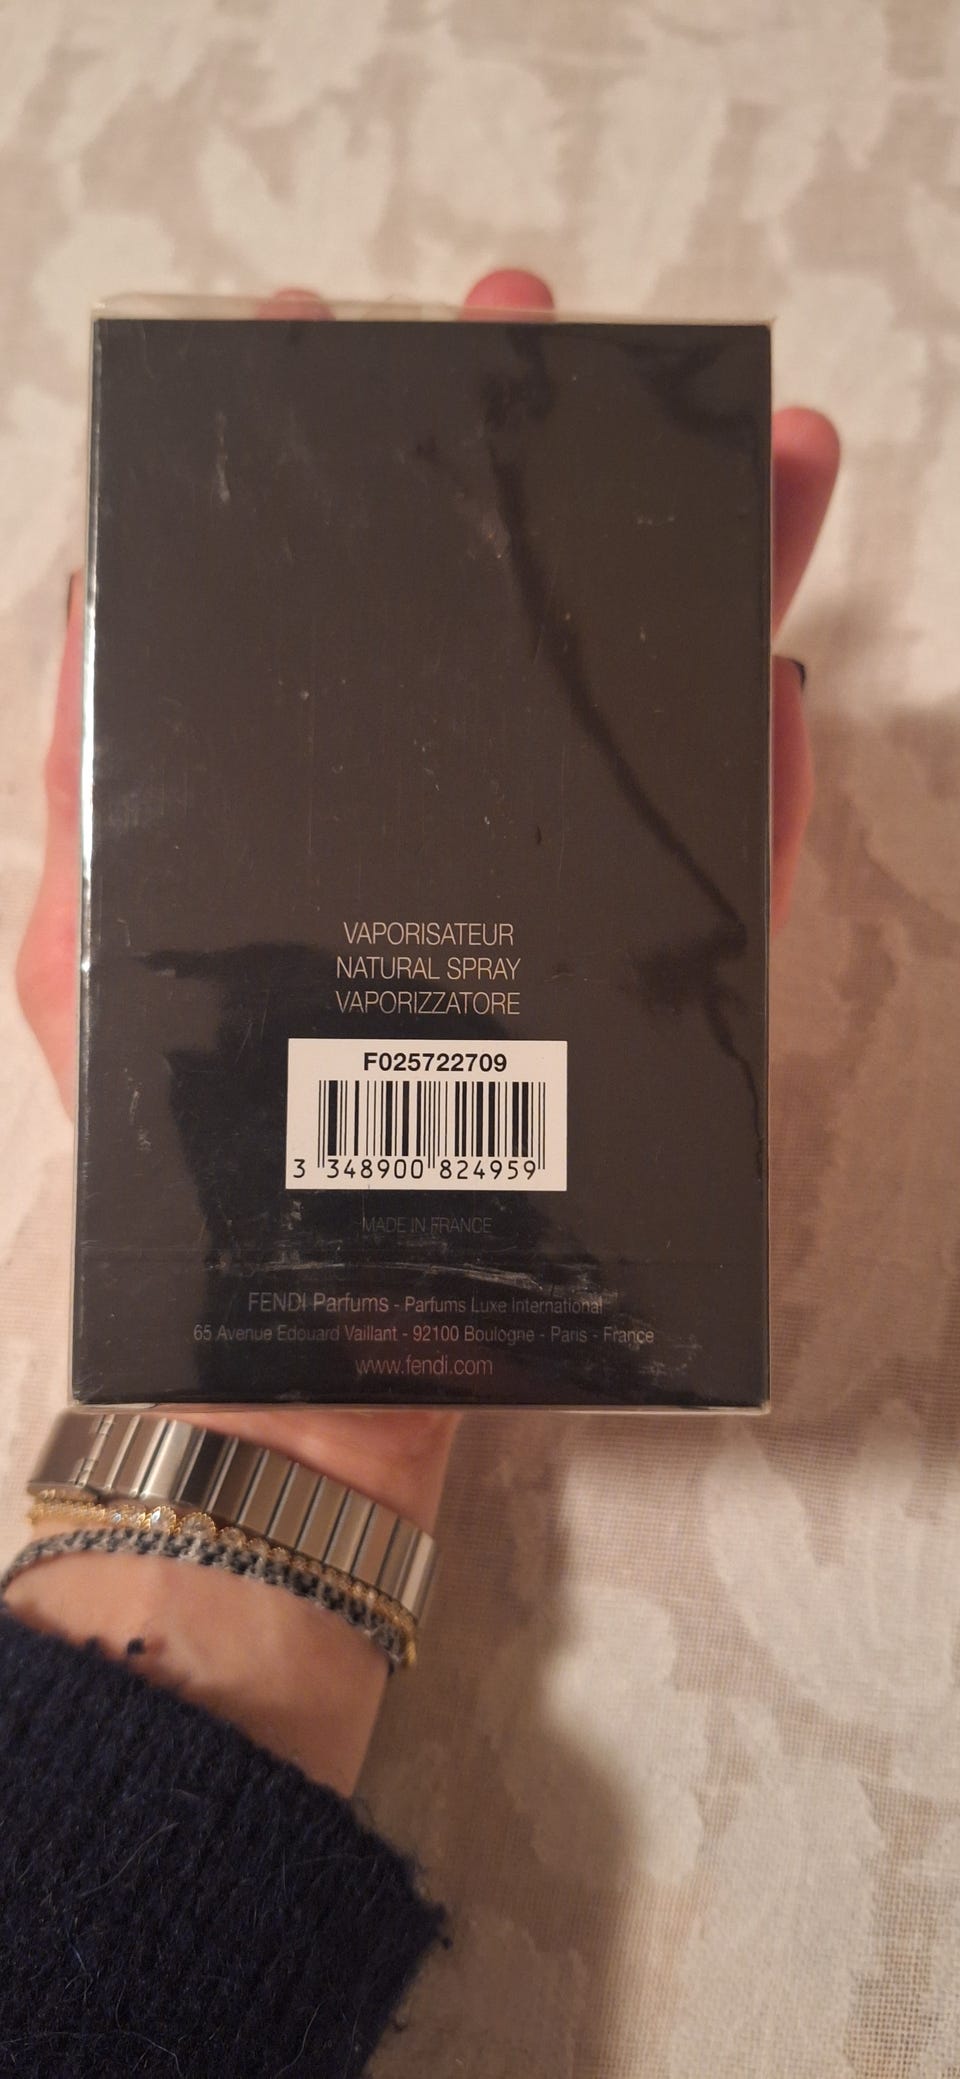 VAPORISATEUR
NATURAL SPRAY
VAPORIZZATORE
F025722709
3 348900 824959
MADE IN FRANCE
FENDI Parfums - Parfums Luxe International
65 Avenue Edouard Vaillant - 92100 Boulogne - Paris - France
www.fendi.com